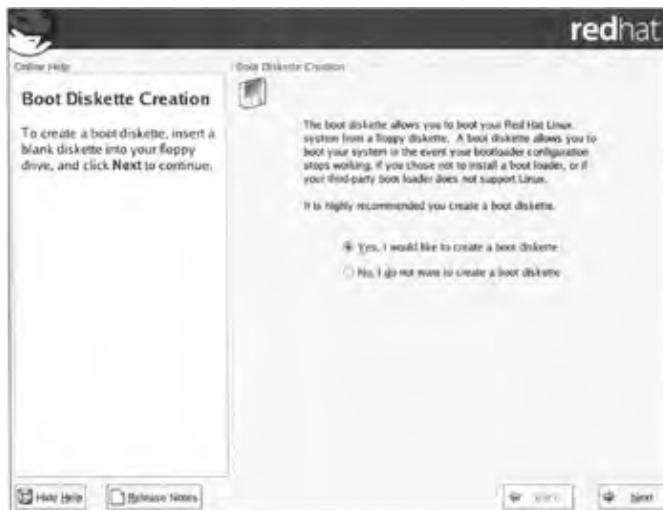 redhat
Online Help
Boot Diskette Creation
Boot Diskette Creation
To create a boot diskette, insert a
blank diskette into your floppy
drive, and click Next to continue.
The boot diskette allows you to boot your Red Hat Linux
system from a floppy diskette. A boot diskette allows you to
boot your system in the event your bootloader configuration
stops working, if you chose not to install a boot loader, or if
your third-party boot loader does not support Linux.
It is highly recommended you create a boot diskette.
Yes, I would like to create a boot diskette
No, I do not want to create a boot diskette
Hide Help
Release Notes
Back
Next